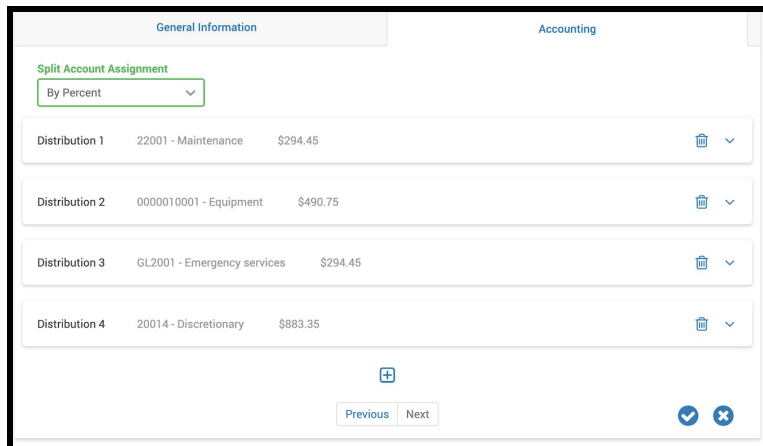 General Information Accounting
Split Account Assignment
By Percent
Distribution 1 22001 - Maintenance $294.45
Distribution 2 0000010001 - Equipment $490.75
Distribution 3 GL2001 - Emergency services $294.45
Distribution 4 20014 - Discretionary $883.35
Previous Next